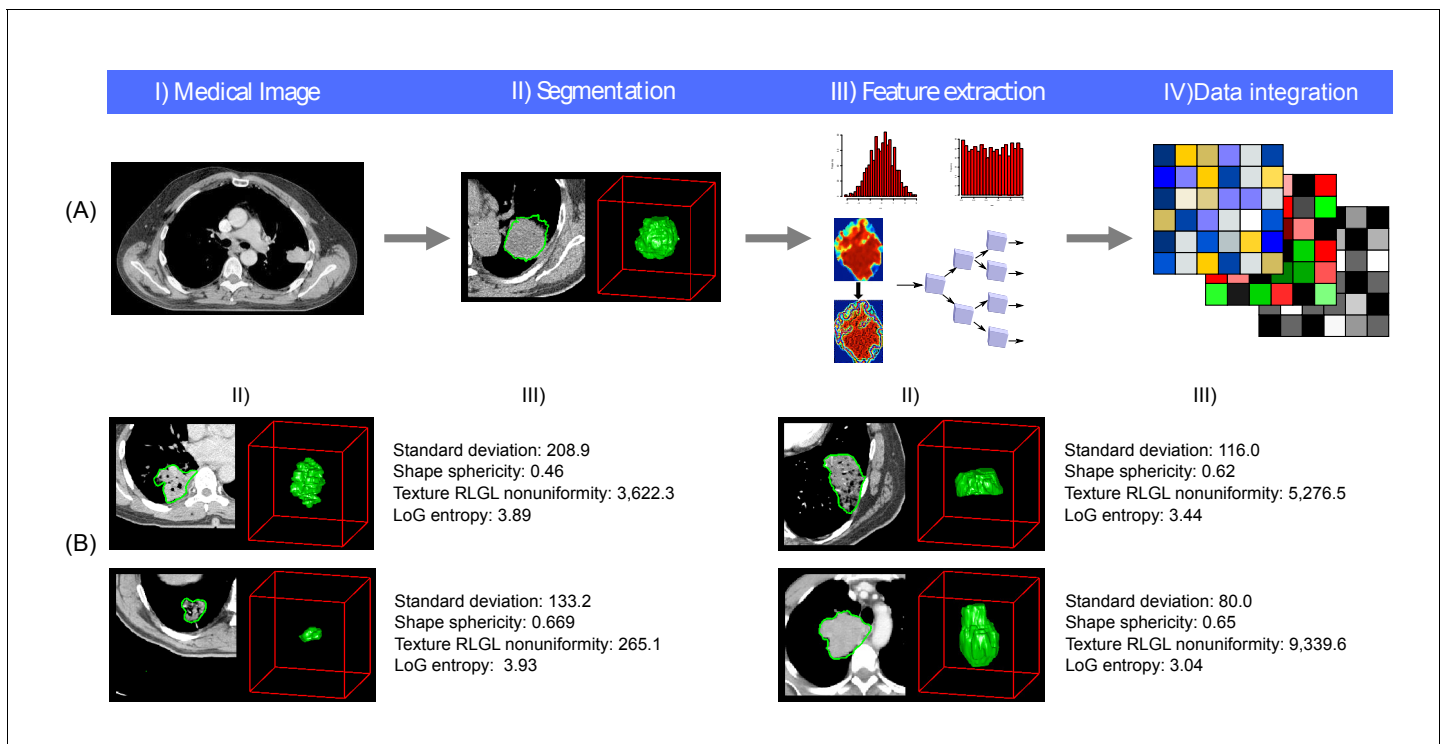 I) Medical Image
II) Segmentation
III) Feature extraction
IV)Data integration
(A)
II)
III)
II)
III)
(B)
Standard deviation: 208.9
Shape sphericity: 0.46
Texture RLGL nonuniformity: 3,622.3
LoG entropy: 3.89
Standard deviation: 116.0
Shape sphericity: 0.62
Texture RLGL nonuniformity: 5,276.5
LoG entropy: 3.44
Standard deviation: 133.2
Shape sphericity: 0.669
Texture RLGL nonuniformity: 265.1
LoG entropy:  3.93
Standard deviation: 80.0
Shape sphericity: 0.65
Texture RLGL nonuniformity: 9,339.6
LoG entropy: 3.04